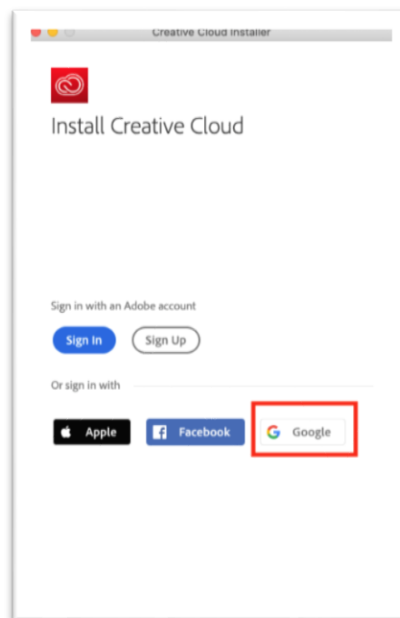 Creative Cloud Installer
Install Creative Cloud
Sign in with an Adobe account
Sign In Sign Up
Or sign in with
Apple Facebook Google